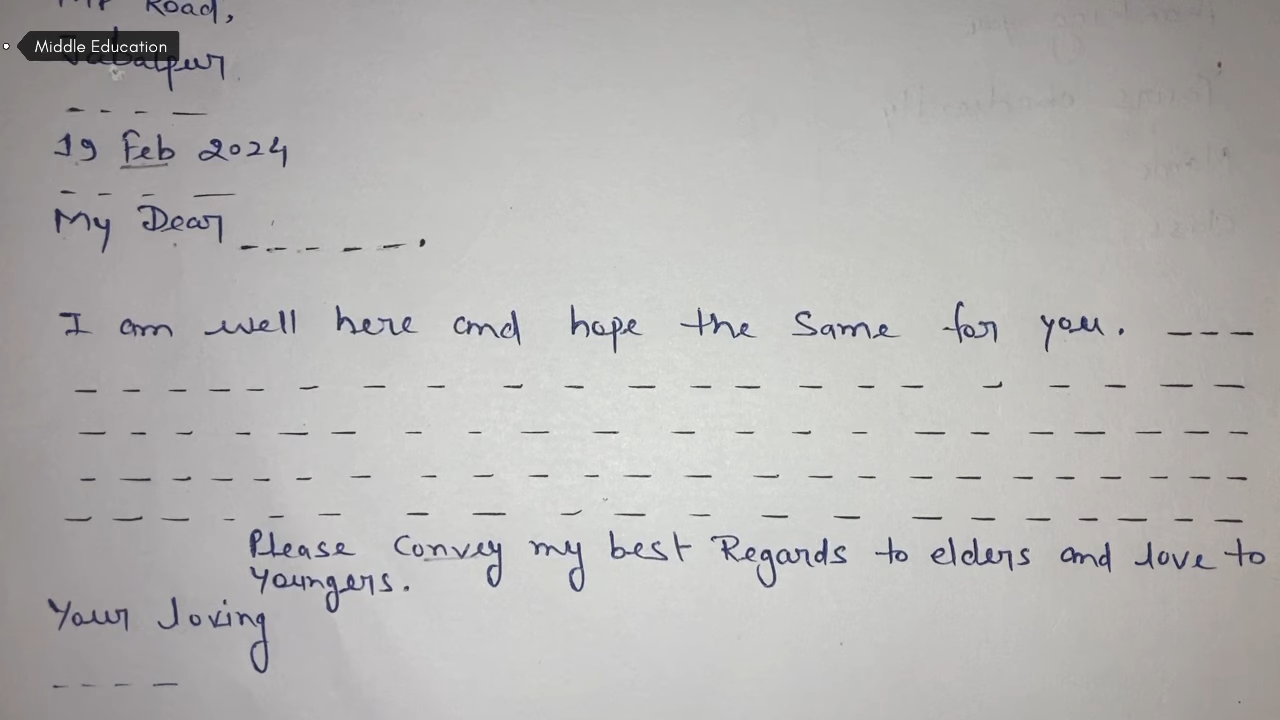 Road,
Middle Education
Jabalpur
19 Feb 2024
My Dear _ _ _ _ _ .
I am well here and hope the same for you. _ _ _
Please convey my best Regards to elders and love to
youngers.
Your loving